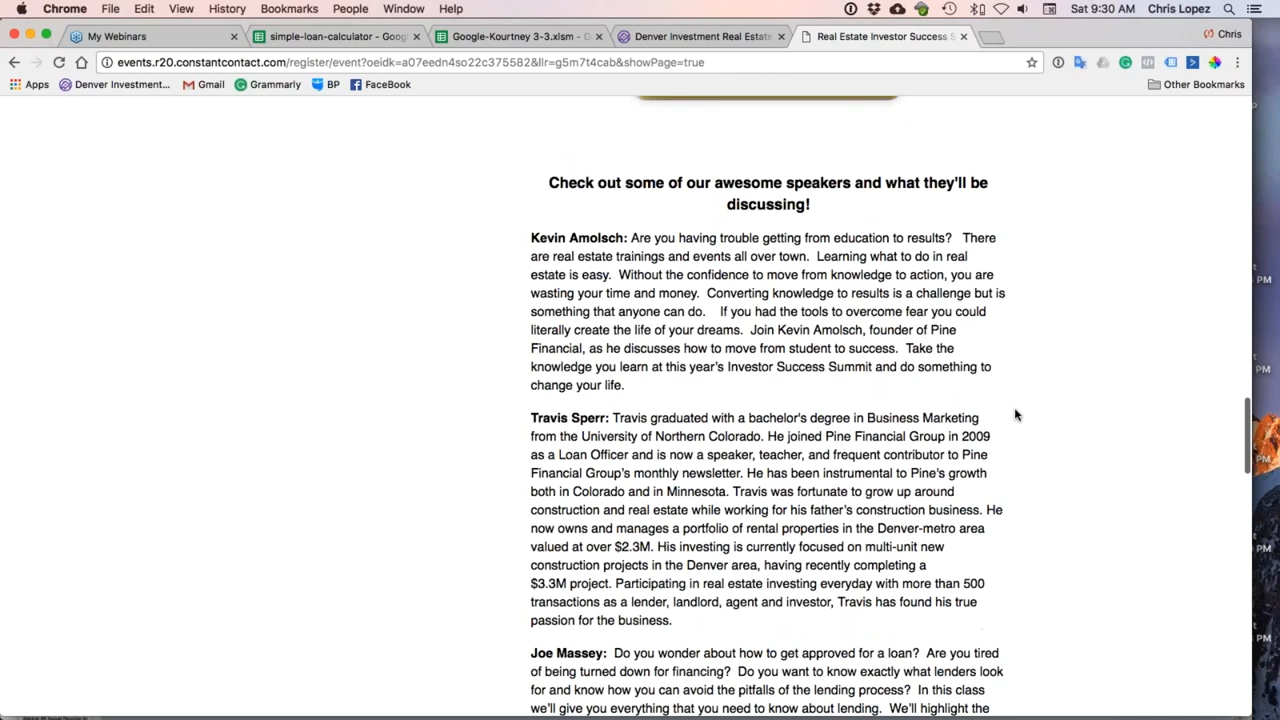 Chrome File Edit View History Bookmarks People Window Help Sat 9:30 AM Chris Lopez
My Webinars simple-loan-calculator - Goog Google-Kourtney 3-3.xlsm - G Denver Investment Real Estate Real Estate Investor Success S Chris
events.r20.constantcontact.com/register/event?oeidk=a07eedn4so22c375582&llr=g5m7t4cab&showPage=true
Apps Denver Investment... Gmail Grammarly BP FaceBook Other Bookmarks
Check out some of our awesome speakers and what they'll be
discussing!
Kevin Amolsch: Are you having trouble getting from education to results? There
are real estate trainings and events all over town. Learning what to do in real
estate is easy. Without the confidence to move from knowledge to action, you are
wasting your time and money. Converting knowledge to results is a challenge but is
something that anyone can do. If you had the tools to overcome fear you could
literally create the life of your dreams. Join Kevin Amolsch, founder of Pine
Financial, as he discusses how to move from student to success. Take the
knowledge you learn at this year's Investor Success Summit and do something to
change your life.
Travis Sperr: Travis graduated with a bachelor's degree in Business Marketing
from the University of Northern Colorado. He joined Pine Financial Group in 2009
as a Loan Officer and is now a speaker, teacher, and frequent contributor to Pine
Financial Group's monthly newsletter. He has been instrumental to Pine's growth
both in Colorado and in Minnesota. Travis was fortunate to grow up around
construction and real estate while working for his father's construction business. He
now owns and manages a portfolio of rental properties in the Denver-metro area
valued at over $2.3M. His investing is currently focused on multi-unit new
construction projects in the Denver area, having recently completing a
$3.3M project. Participating in real estate investing everyday with more than 500
transactions as a lender, landlord, agent and investor, Travis has found his true
passion for the business.
Joe Massey: Do you wonder about how to get approved for a loan? Are you tired
of being turned down for financing? Do you want to know exactly what lenders look
for and know how you can avoid the pitfalls of the lending process? In this class
we'll give you everything that you need to know about lending. We'll highlight the